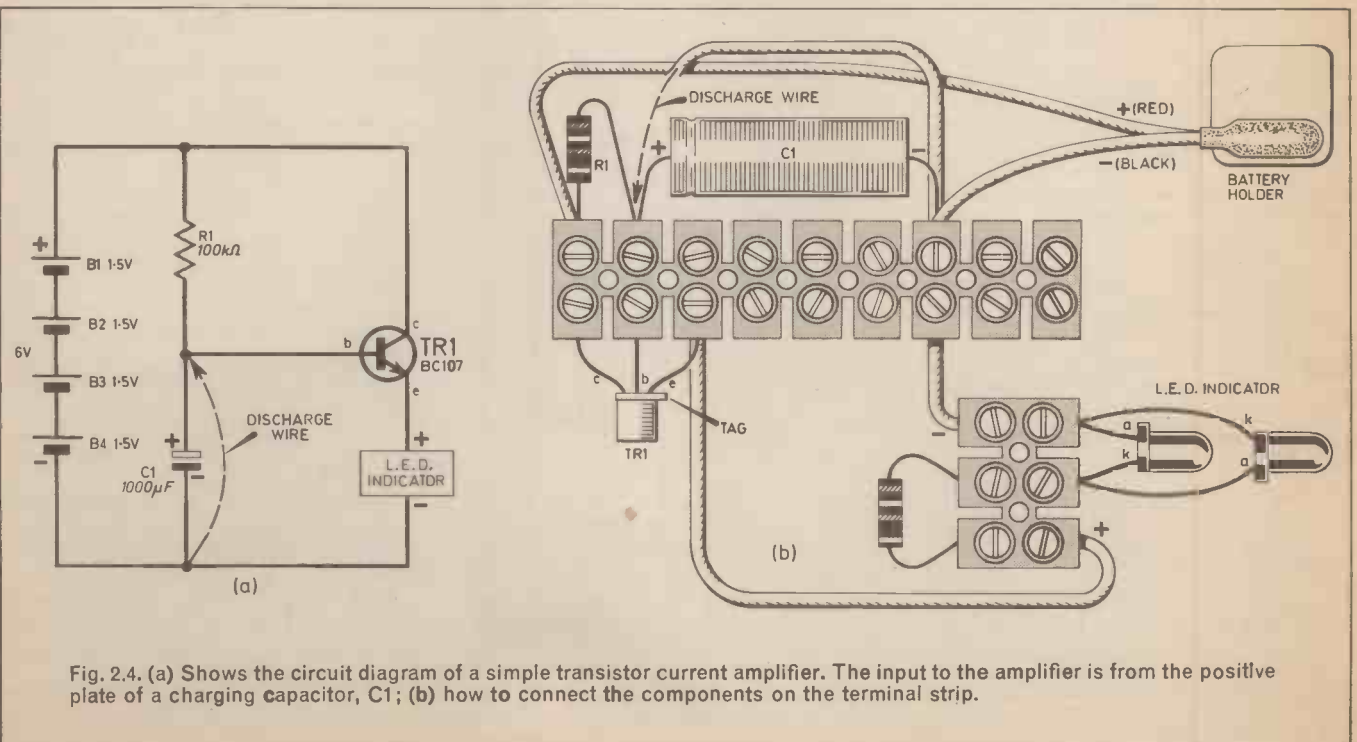 +
B1 1·5V
B2 1·5V
6V
B3 1·5V
B4 1·5V
−
R1
100kΩ
b
c
TR1
BC107
e
DISCHARGE
WIRE
+
C1
1000µF
−
+
L.E.D.
INDICATOR
−
(a)
DISCHARGE WIRE
R1
+
C1
−
+(RED)
−(BLACK)
BATTERY
HOLDER
c
b
e
TAG
TR1
L.E.D. INDICATOR
−
a
k
k
a
+
(b)
Fig. 2.4. (a) Shows the circuit diagram of a simple transistor current amplifier. The input to the amplifier is from the positive
plate of a charging capacitor, C1; (b) how to connect the components on the terminal strip.